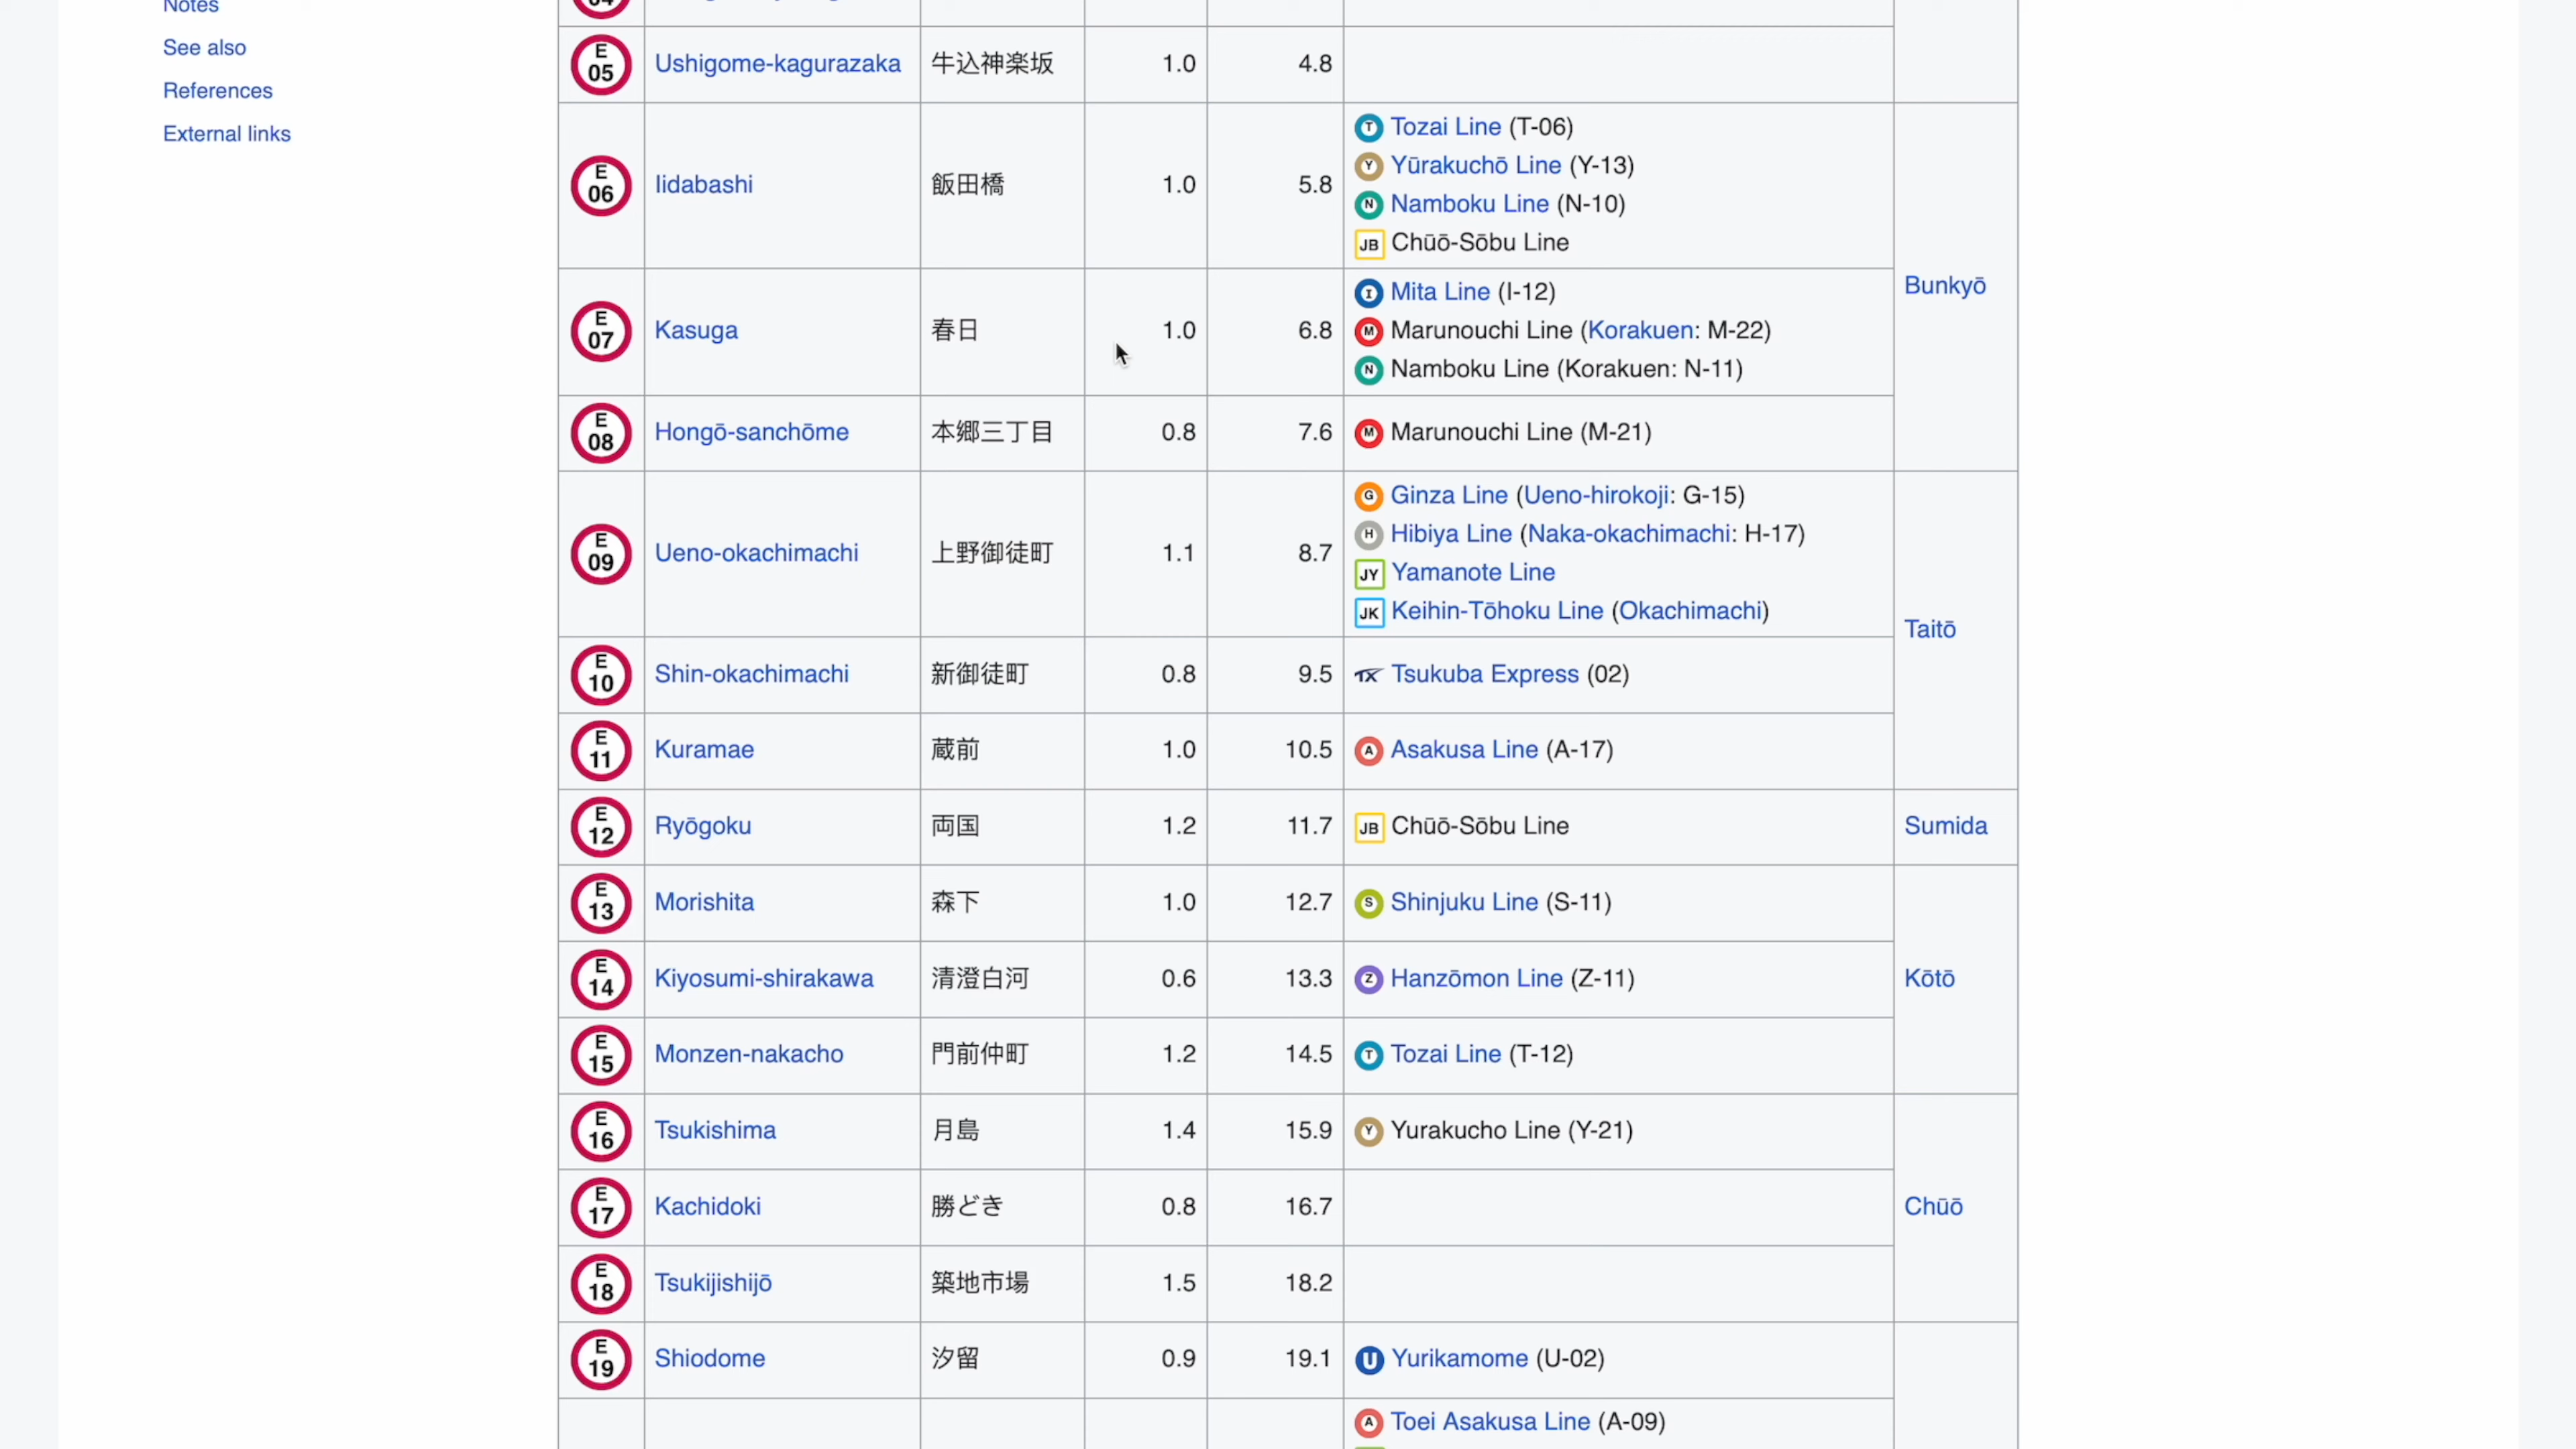 Notes
See also
References
External links
E 05 Ushigome-kagurazaka 牛込神楽坂 1.0 4.8
E 06 Iidabashi 飯田橋 1.0 5.8
T Tozai Line (T-06)
Y Yūrakuchō Line (Y-13)
N Namboku Line (N-10)
JB Chūō-Sōbu Line
Bunkyō
E 07 Kasuga 春日 1.0 6.8
I Mita Line (I-12)
M Marunouchi Line (Korakuen: M-22)
N Namboku Line (Korakuen: N-11)
E 08 Hongō-sanchōme 本郷三丁目 0.8 7.6 M Marunouchi Line (M-21)
E 09 Ueno-okachimachi 上野御徒町 1.1 8.7
G Ginza Line (Ueno-hirokoji: G-15)
H Hibiya Line (Naka-okachimachi: H-17)
JY Yamanote Line
JK Keihin-Tōhoku Line (Okachimachi)
Taitō
E 10 Shin-okachimachi 新御徒町 0.8 9.5 TX Tsukuba Express (02)
E 11 Kuramae 蔵前 1.0 10.5 A Asakusa Line (A-17)
E 12 Ryōgoku 両国 1.2 11.7 JB Chūō-Sōbu Line Sumida
E 13 Morishita 森下 1.0 12.7 S Shinjuku Line (S-11)
E 14 Kiyosumi-shirakawa 清澄白河 0.6 13.3 Z Hanzōmon Line (Z-11) Kōtō
E 15 Monzen-nakacho 門前仲町 1.2 14.5 T Tozai Line (T-12)
E 16 Tsukishima 月島 1.4 15.9 Y Yurakucho Line (Y-21)
E 17 Kachidoki 勝どき 0.8 16.7 Chūō
E 18 Tsukijishijō 築地市場 1.5 18.2
E 19 Shiodome 汐留 0.9 19.1 U Yurikamome (U-02)
A Toei Asakusa Line (A-09)